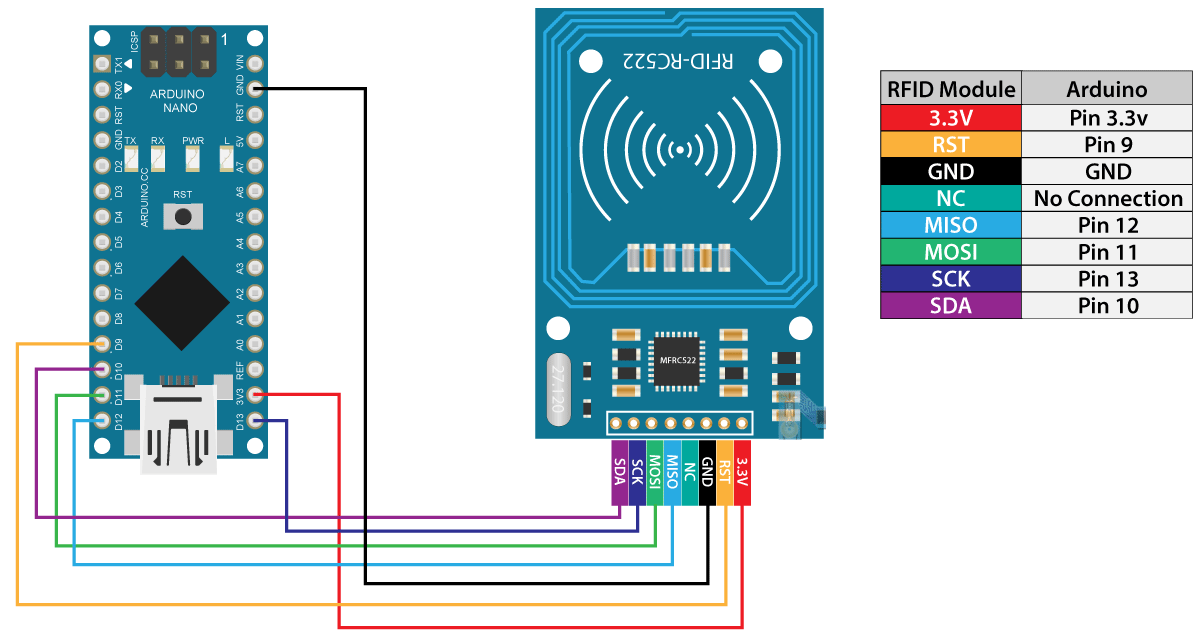 ICSP
1
TX1
RX0
RST
GND
D2
D3
D4
D5
D6
D7
D8
D9
D10
D11
D12
ARDUINO
NANO
TX RX PWR L
ARDUINO.CC
RST
VIN
GND
RST
5V
A7
A6
A5
A4
A3
A2
A1
A0
REF
3V3
D13
RFID-RC522
27.120
MFRC522
SDA
SCK
MOSI
MISO
NC
GND
RST
3.3V
RFID Module Arduino
3.3V Pin 3.3v
RST Pin 9
GND GND
NC No Connection
MISO Pin 12
MOSI Pin 11
SCK Pin 13
SDA Pin 10